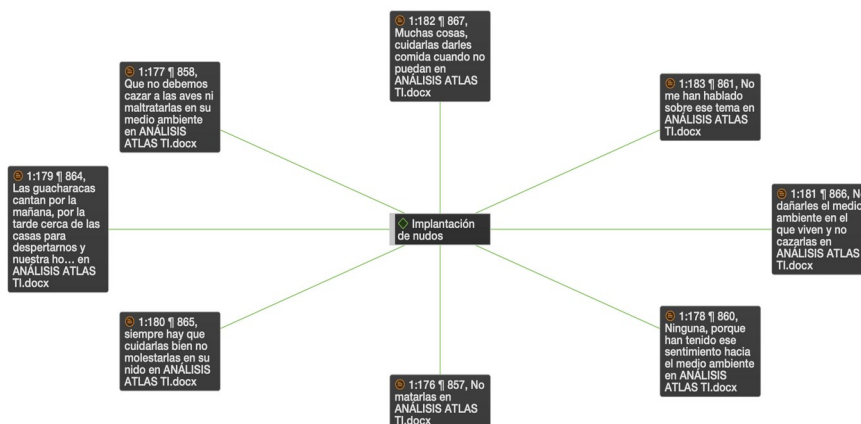 1:182 ¶ 867,
Muchas cosas,
cuidarlas darles
comida cuando no
puedan en
ANÁLISIS ATLAS
TI.docx
1:177 ¶ 858,
Que no debemos
cazar a las aves ni
maltratarlas en su
medio ambiente
en ANÁLISIS
ATLAS TI.docx
1:183 ¶ 861, No
me han hablado
sobre ese tema en
ANÁLISIS ATLAS
TI.docx
1:179 ¶ 864,
Las guacharacas
cantan por la
mañana, por la
tarde cerca de las
casas para
despertarnos y
nuestra ho... en
ANÁLISIS ATLAS
TI.docx
Implantación
de nudos
1:181 ¶ 866, No
dañarles el medio
ambiente en el
que viven y no
cazarlas en
ANÁLISIS ATLAS
TI.docx
1:180 ¶ 865,
siempre hay que
cuidarlas bien no
molestarlas en su
nido en ANÁLISIS
ATLAS TI.docx
1:178 ¶ 860,
Ninguna, porque
han tenido ese
sentimiento hacia
el medio ambiente
en ANÁLISIS
ATLAS TI.docx
1:176 ¶ 857, No
matarlas en
ANÁLISIS ATLAS
TI.docx